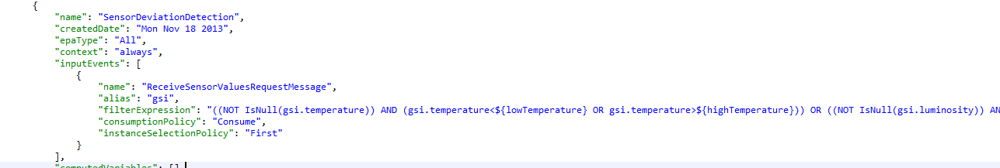 {
"name": "SensorDeviationDetection",
"createdDate": "Mon Nov 18 2013",
"epaType": "All",
"context": "always",
"inputEvents": [
{
"name": "ReceiveSensorValuesRequestMessage",
"alias": "gsi",
"filterExpression": "((NOT IsNull(gsi.temperature)) AND (gsi.temperature<${lowTemperature} OR gsi.temperature>${highTemperature})) OR ((NOT IsNull(gsi.luminosity)) AN
"consumptionPolicy": "Consume",
"instanceSelectionPolicy": "First"
}
],
"computedVariables": []